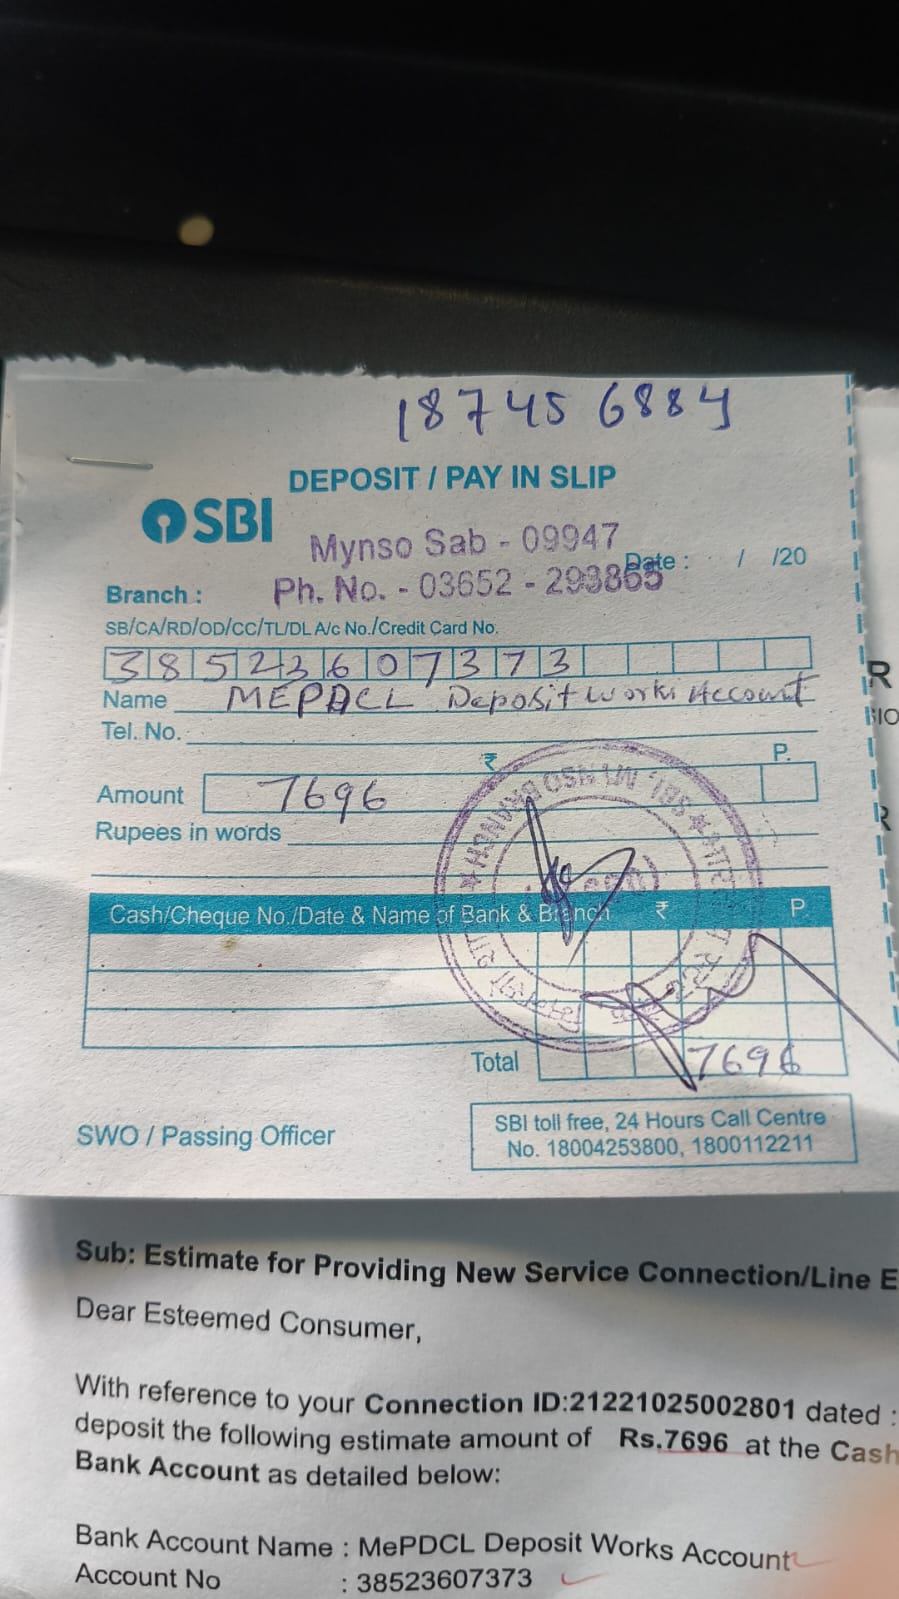 187456884
DEPOSIT / PAY IN SLIP
SBI
Mynso Sab - 09947
Date : / /20
Branch : Ph. No. - 03652 - 293865
SB/CA/RD/OD/CC/TL/DL A/c No./Credit Card No.
38523607373
Name MEPDCL Deposit works Account
Tel. No.
₹ P.
Amount 7696
Rupees in words
Cash/Cheque No./Date & Name of Bank & Branch ₹ P
Total 7696
SWO / Passing Officer
SBI toll free, 24 Hours Call Centre
No. 18004253800, 1800112211
Sub: Estimate for Providing New Service Connection/Line E
Dear Esteemed Consumer,
With reference to your Connection ID:21221025002801 dated :
deposit the following estimate amount of Rs.7696 at the Cash
Bank Account as detailed below:
Bank Account Name : MePDCL Deposit Works Account
Account No : 38523607373